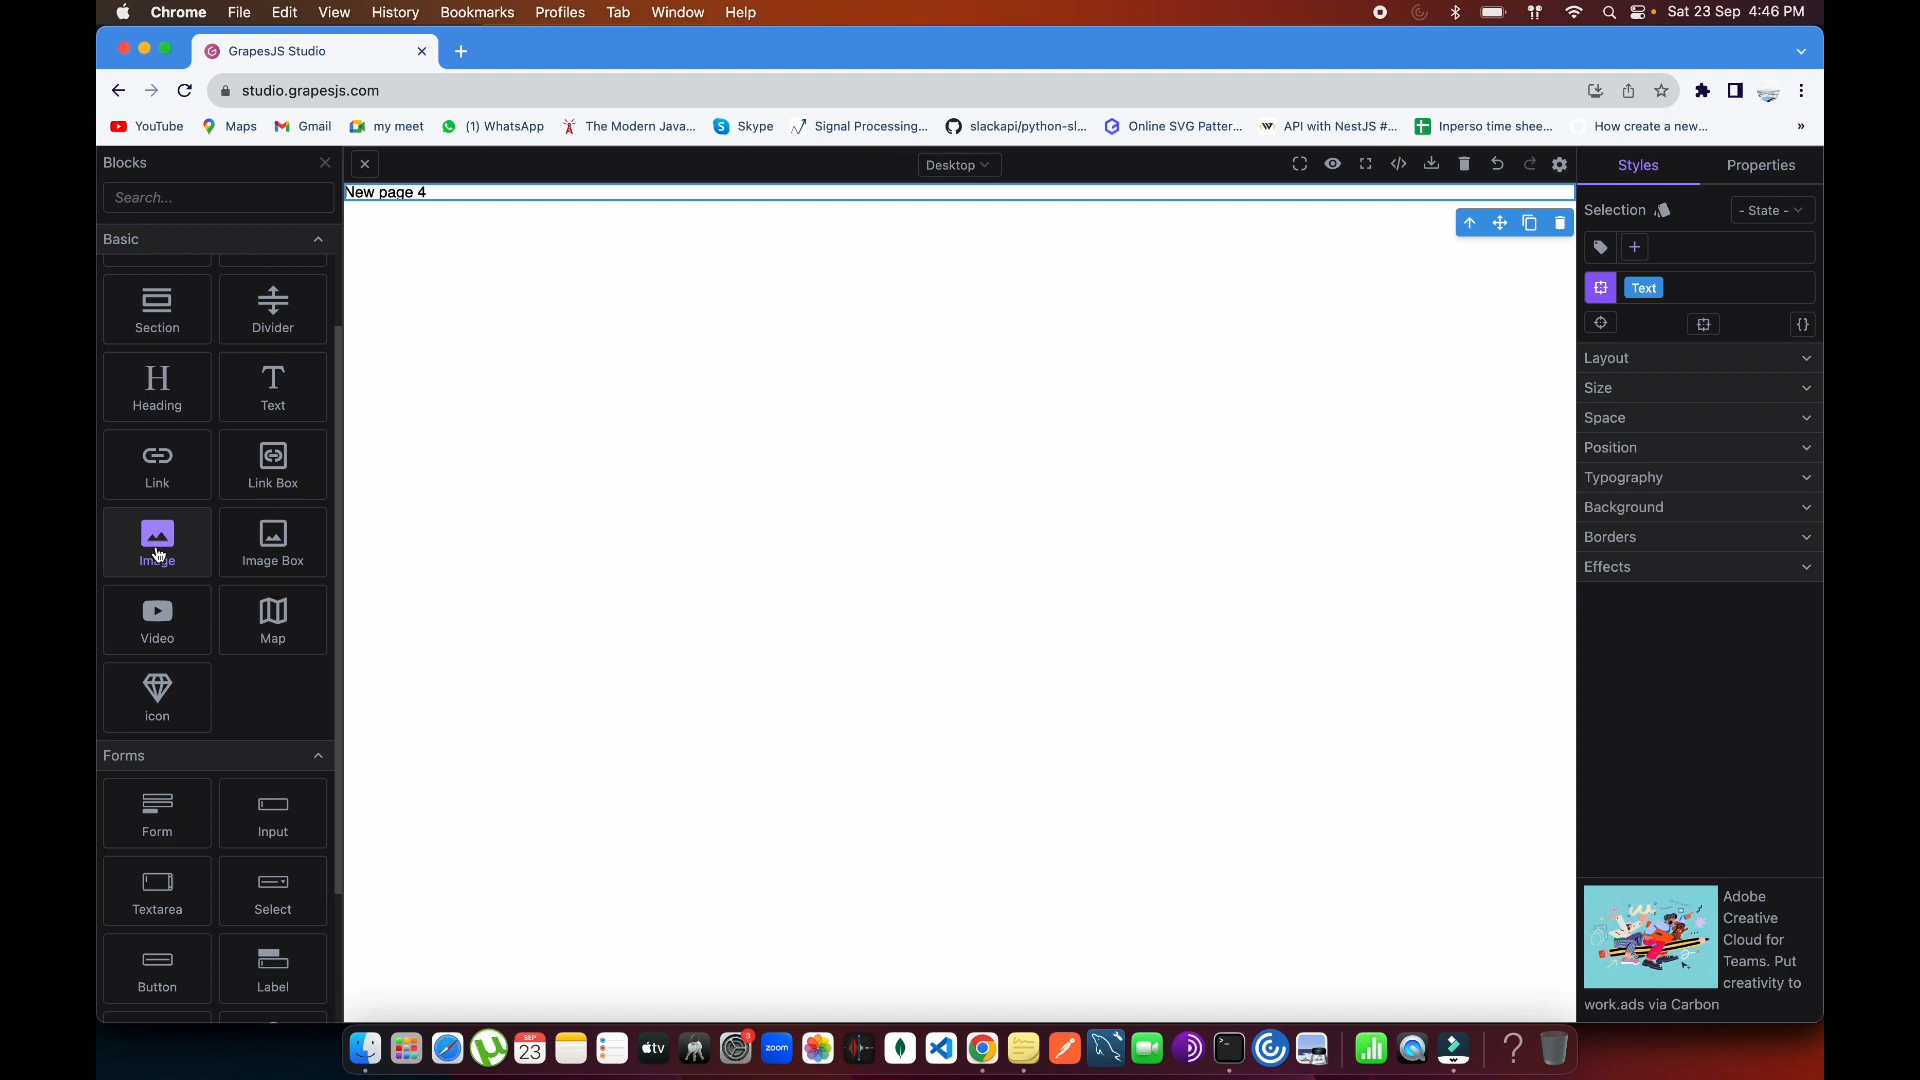 Chrome File Edit View History Bookmarks Profiles Tab Window Help Sat 23 Sep 4:46 PM
GrapesJS Studio
studio.grapesjs.com
YouTube Maps Gmail my meet (1) WhatsApp The Modern Java... Skype Signal Processing... slackapi/python-sl... Online SVG Patter... API with NestJS #... Inperso time shee... How create a new... »
Blocks
Desktop
Styles Properties
Search...
New page 4
Selection - State -
Basic
Text
Section Divider
Layout
Heading Text
Size
Space
Link Link Box
Position
Typography
Image Image Box
Background
Borders
Video Map
Effects
icon
Forms
Form Input
Textarea Select
Button Label
Adobe
Creative
Cloud for
Teams. Put
creativity to
work.ads via Carbon
SEP
23
tv
3
zoom